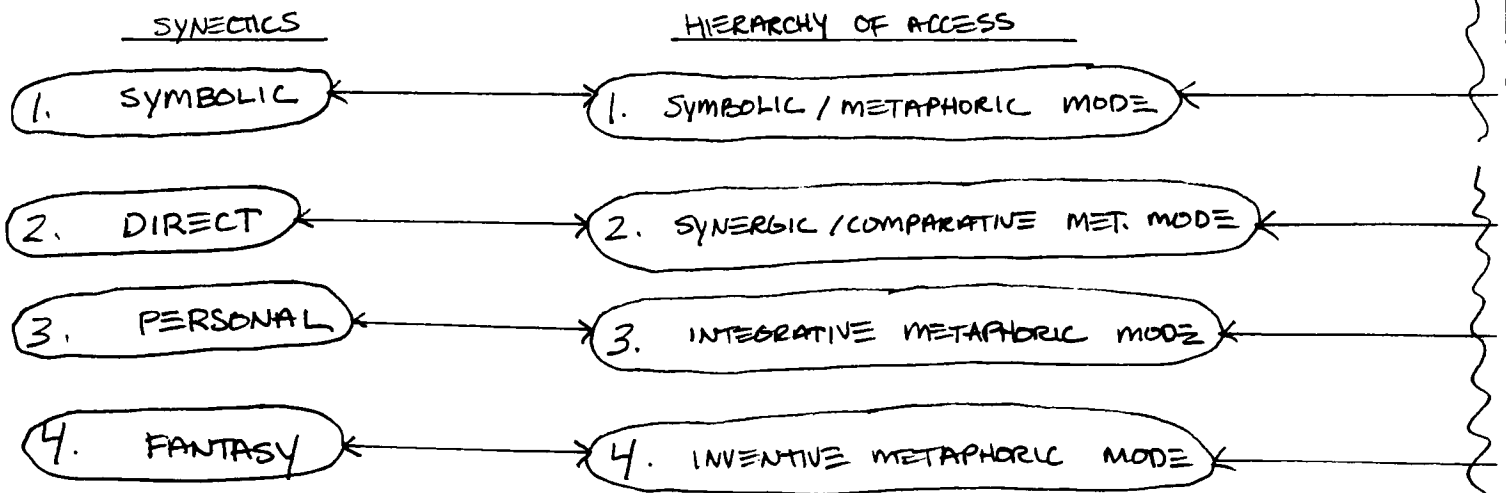 SYNECTICS HIERARCHY OF ACCESS
1. SYMBOLIC 1. SYMBOLIC / METAPHORIC MODE
2. DIRECT 2. SYNERGIC / COMPARATIVE MET. MODE
3. PERSONAL 3. INTEGRATIVE METAPHORIC MODE
4. FANTASY 4. INVENTIVE METAPHORIC MODE